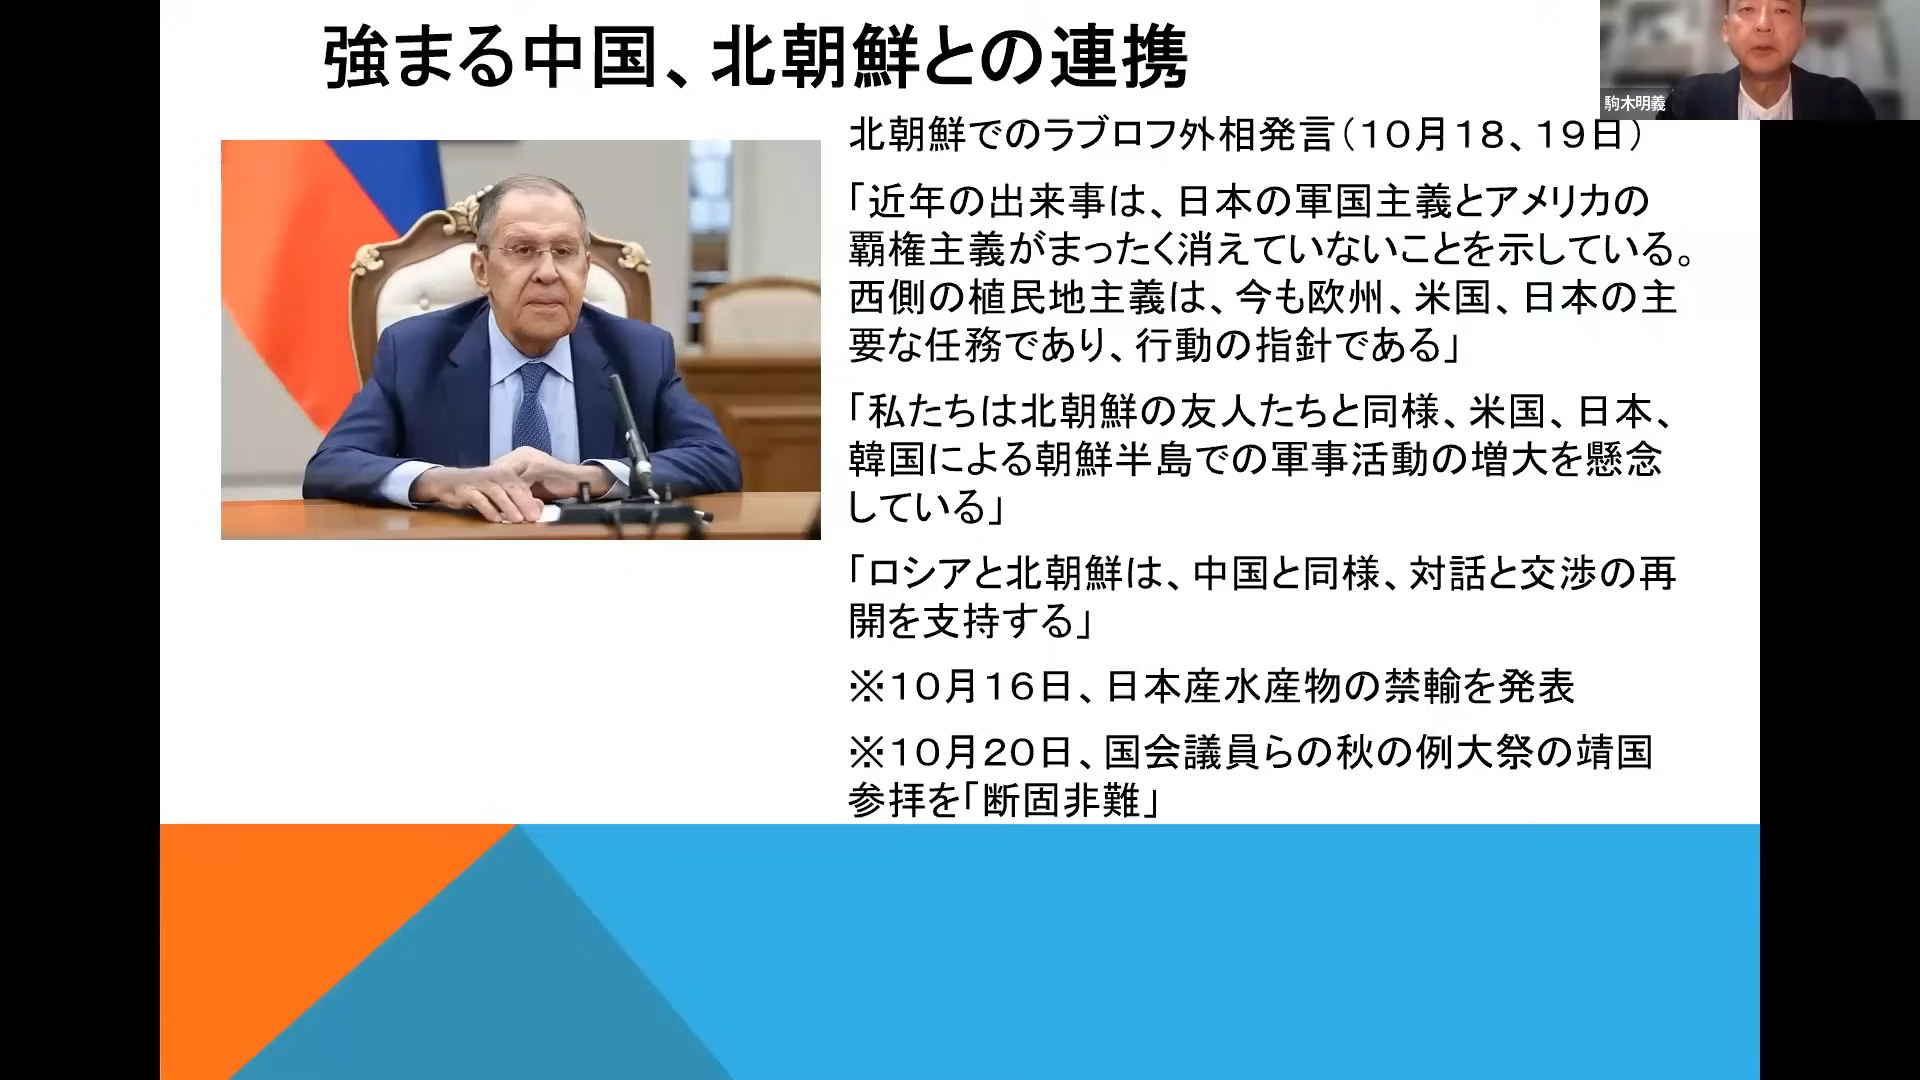 強まる中国、北朝鮮との連携
駒木明義
北朝鮮でのラブロフ外相発言（１０月１８、１９日）
「近年の出来事は、日本の軍国主義とアメリカの
覇権主義がまったく消えていないことを示している。
西側の植民地主義は、今も欧州、米国、日本の主
要な任務であり、行動の指針である」
「私たちは北朝鮮の友人たちと同様、米国、日本、
韓国による朝鮮半島での軍事活動の増大を懸念
している」
「ロシアと北朝鮮は、中国と同様、対話と交渉の再
開を支持する」
※１０月１６日、日本産水産物の禁輸を発表
※１０月２０日、国会議員らの秋の例大祭の靖国
参拝を「断固非難」